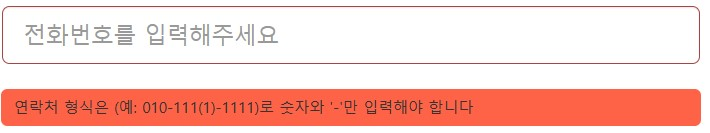 전화번호를 입력해주세요
연락처 형식은 (예: 010-111(1)-1111)로 숫자와 '-'만 입력해야 합니다